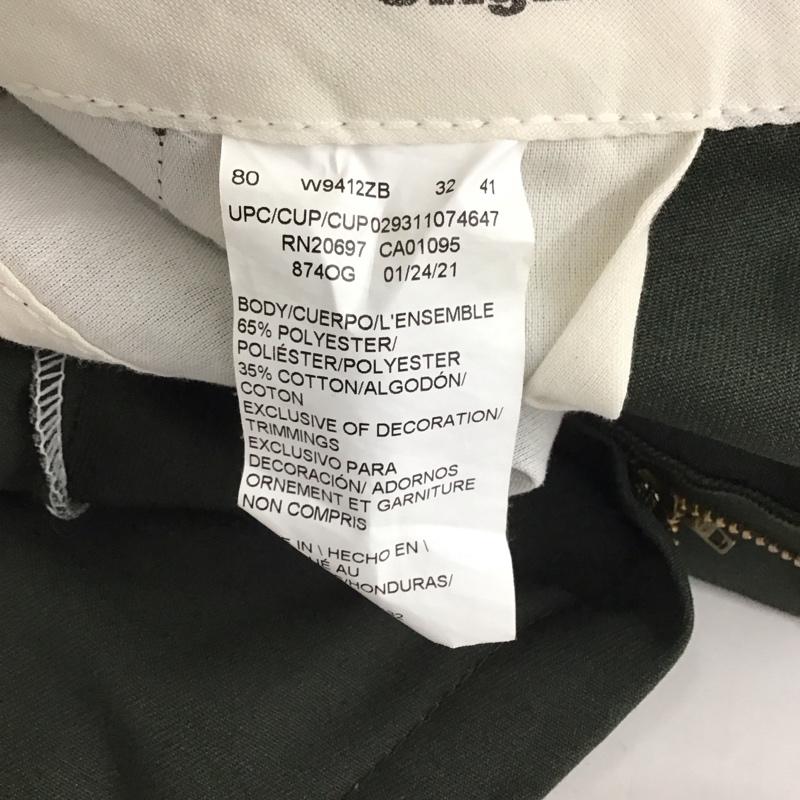 80 W9412ZB 32 41
UPC/CUP/CUP029311074647
RN20697 CA01095
874OG 01/24/21
BODY/CUERPO/L'ENSEMBLE
65% POLYESTER/
POLIÉSTER/POLYESTER
35% COTTON/ALGODÓN/
COTON
EXCLUSIVE OF DECORATION/
TRIMMINGS
EXCLUSIVO PARA
DECORACIÓN/ ADORNOS
ORNEMENT ET GARNITURE
NON COMPRIS
IN \ HECHO EN \
AU
/HONDURAS/